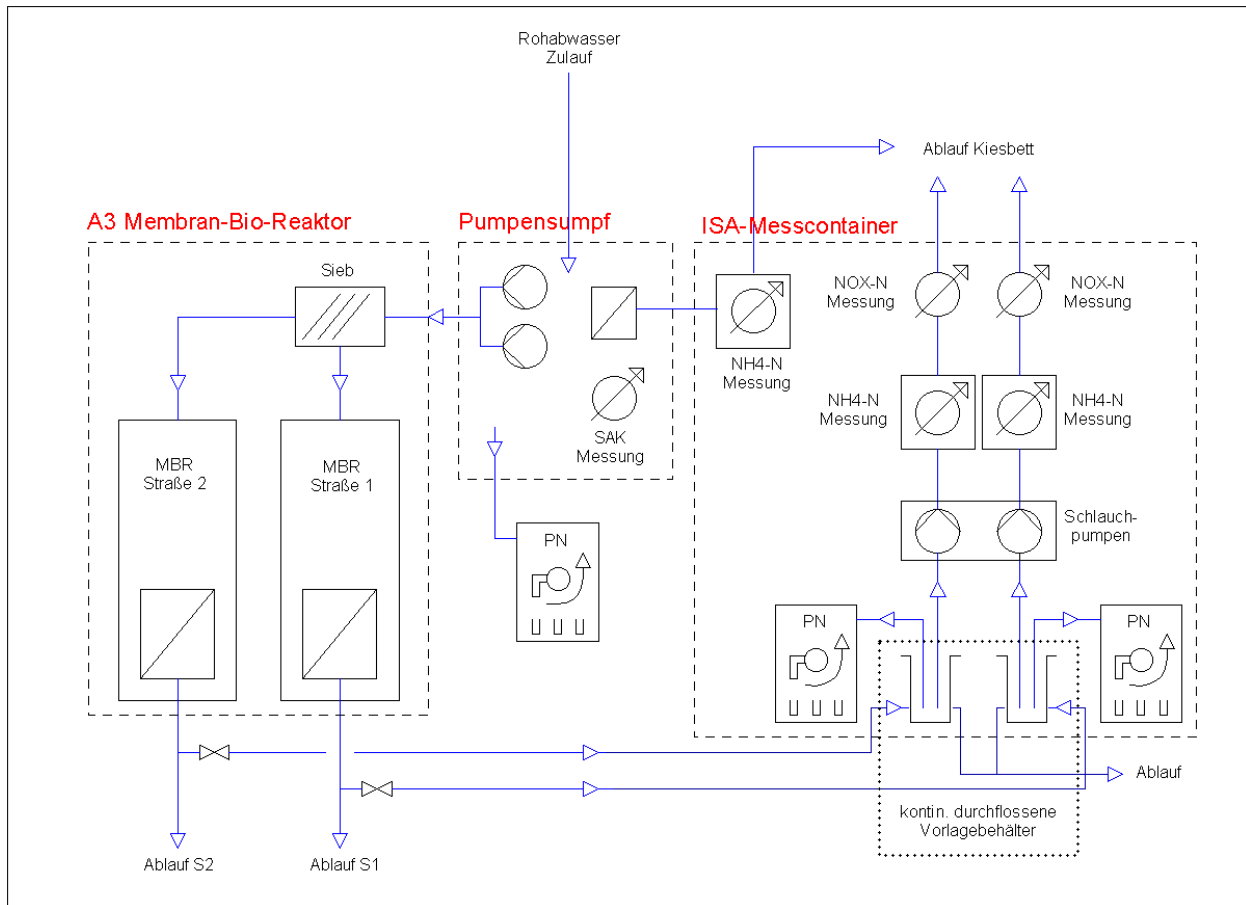 Rohabwasser
Zulauf
Ablauf Kiesbett
A3 Membran-Bio-Reaktor
Pumpensumpf
ISA-Messcontainer
Sieb
NOX-N
Messung
NOX-N
Messung
NH4-N
Messung
NH4-N
Messung
NH4-N
Messung
SAK
Messung
MBR
Straße 2
MBR
Straße 1
PN
Schlauch-
pumpen
PN
PN
Ablauf
kontin. durchflossene
Vorlagebehälter
Ablauf S2
Ablauf S1